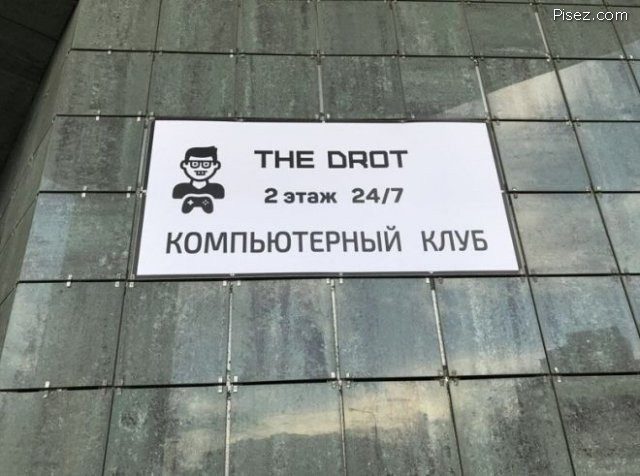 Pisez.com
THE DROT
2 этаж 24/7
КОМПЬЮТЕРНЫЙ КЛУБ